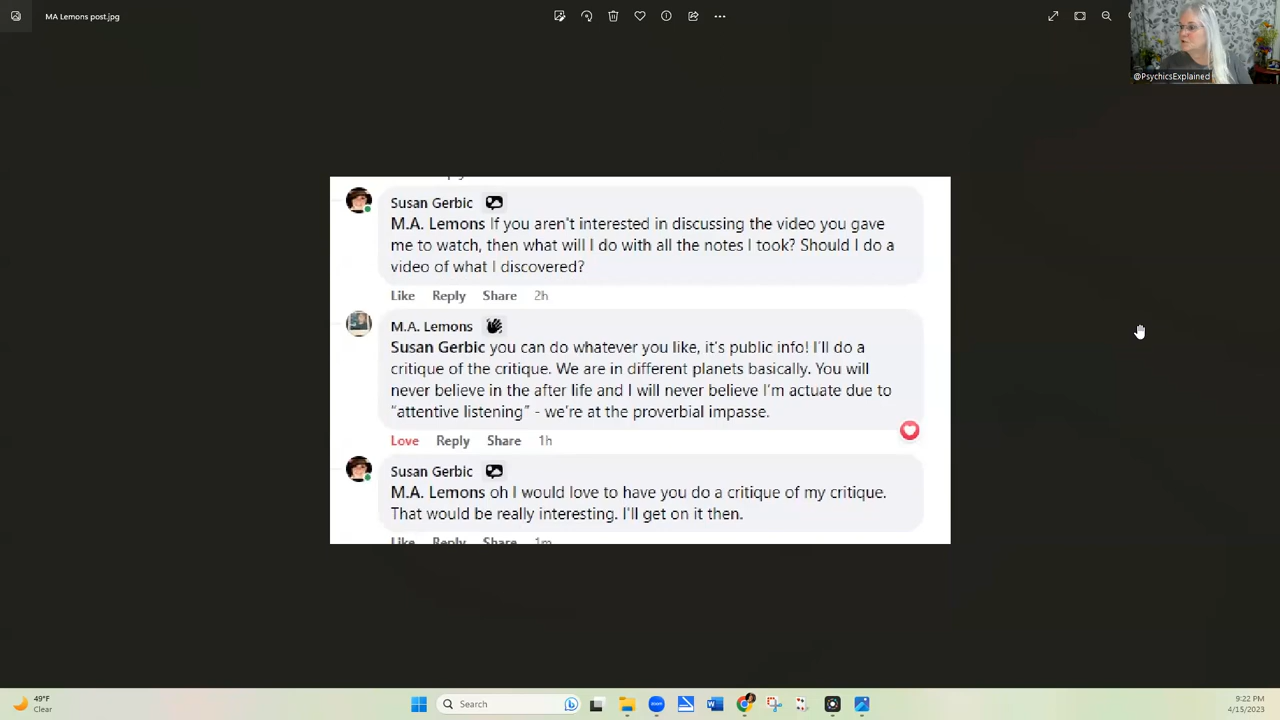 MA Lemons post.jpg
@PsychicsExplained
Susan Gerbic
M.A. Lemons If you aren't interested in discussing the video you gave
me to watch, then what will I do with all the notes I took? Should I do a
video of what I discovered?
Like Reply Share 2h
M.A. Lemons
Susan Gerbic you can do whatever you like, it's public info! I'll do a
critique of the critique. We are in different planets basically. You will
never believe in the after life and I will never believe I'm actuate due to
"attentive listening" - we're at the proverbial impasse.
Love Reply Share 1h
Susan Gerbic
M.A. Lemons oh I would love to have you do a critique of my critique.
That would be really interesting. I'll get on it then.
Like Reply Share 1m
49°F
Clear
Search
9:22 PM
4/15/2023